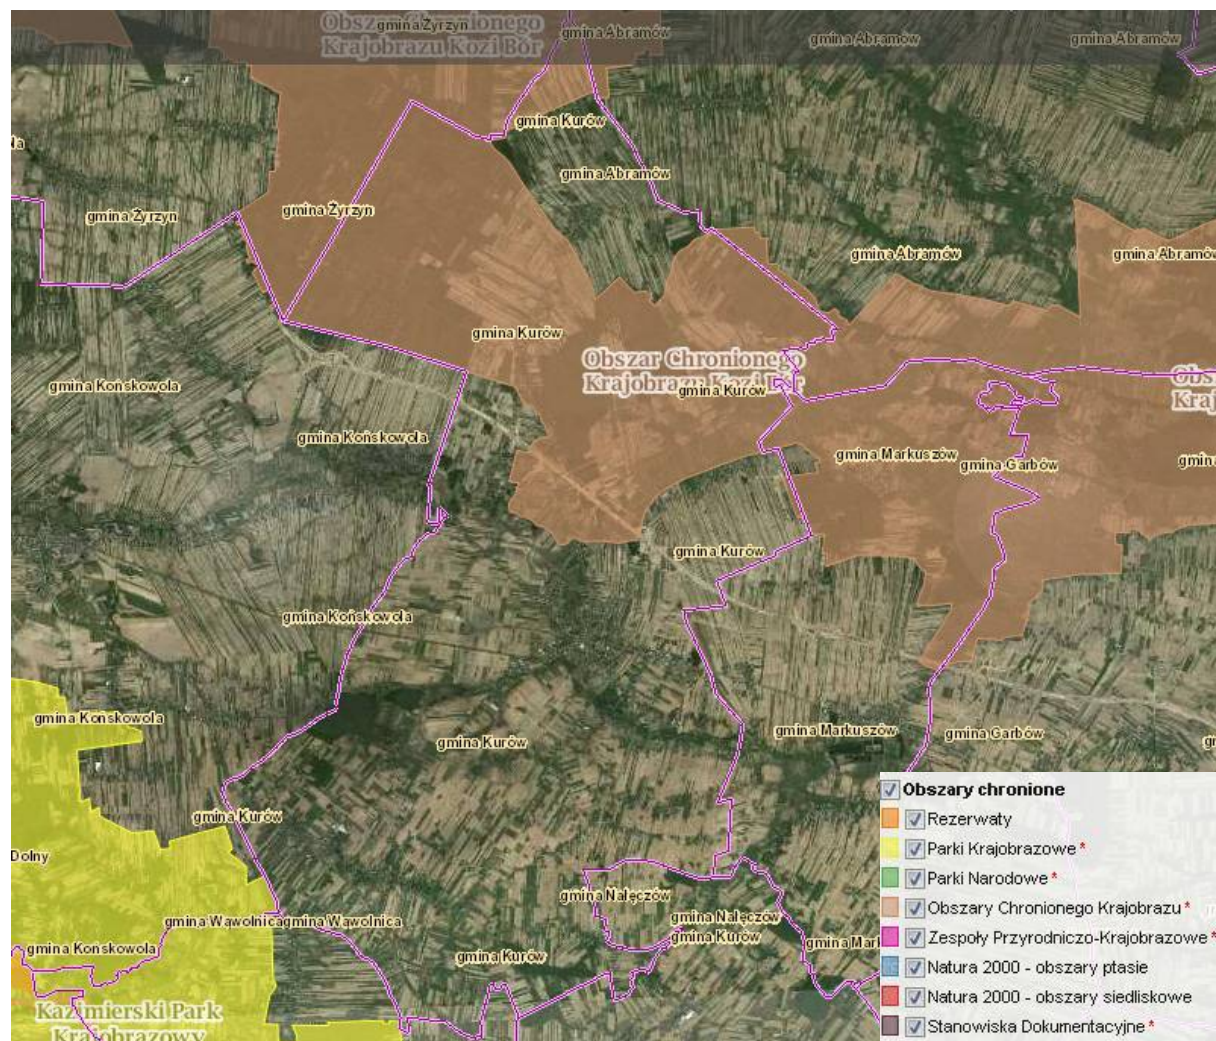 Obszar Chronionego
Krajobrazu Kozi Bór
gmina Żyrzyn
gmina Abramów
gmina Abramów
gmina Abramów
gmina Kurów
gmina Abramów
gmina Żyrzyn
gmina Żyrzyn
gmina Abramów
gmina Abramów
gmina Kurów
Obszar Chronionego
Krajobrazu Kozi Bór
gmina Końskowola
gmina Kurów
gmina Końskowola
gmina Markuszów
gmina Garbów
gmina Kurów
gmina Końskowola
gmina Końskowola
gmina Kurów
gmina Markuszów
gmina Garbów
Obszary chronione
gmina Kurów
Rezerwaty
Parki Krajobrazowe *
Dolny
Parki Narodowe *
gmina Nałęczów
Obszary Chronionego Krajobrazu *
gmina Wąwolnica
gmina Wąwolnica
gmina Nałęczów
gmina Kurów
Zespoły Przyrodniczo-Krajobrazowe *
gmina Końskowola
gmina Kurów
Natura 2000 - obszary ptasie
Natura 2000 - obszary siedliskowe
Kazimierski Park
Krajobrazowy
Stanowiska Dokumentacyjne *